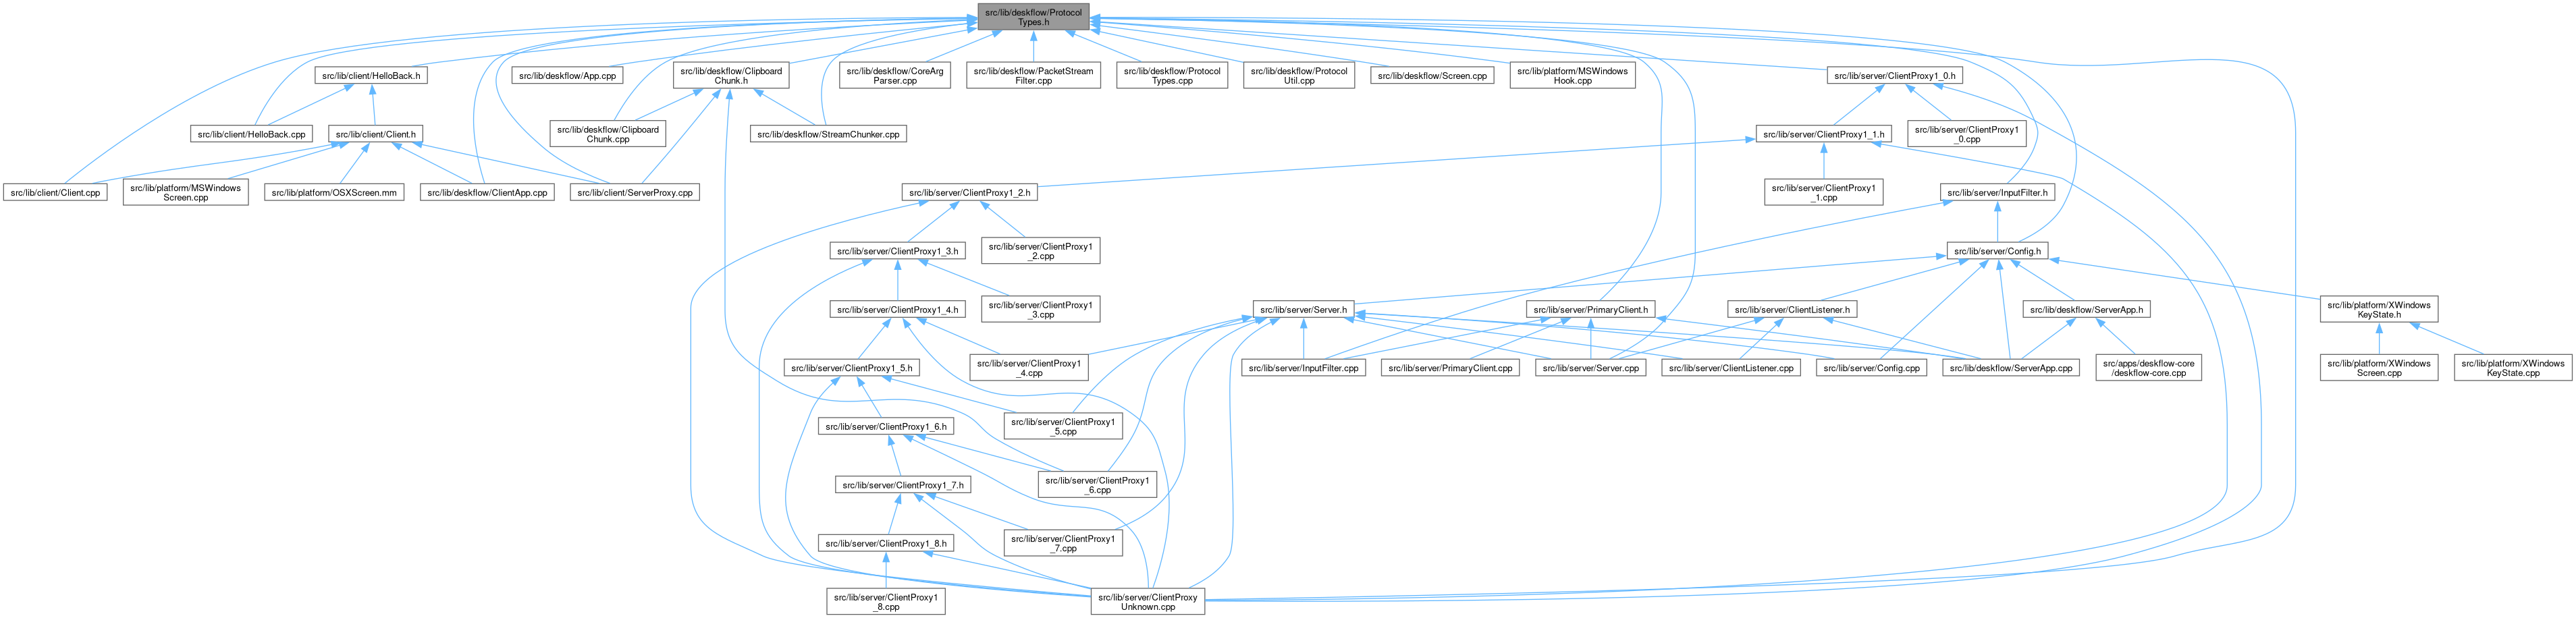 src/lib/deskflow/Protocol
Types.h
src/lib/client/HelloBack.h
src/lib/deskflow/App.cpp
src/lib/deskflow/Clipboard
Chunk.h
src/lib/deskflow/CoreArg
Parser.cpp
src/lib/deskflow/PacketStream
Filter.cpp
src/lib/deskflow/Protocol
Types.cpp
src/lib/deskflow/Protocol
Util.cpp
src/lib/deskflow/Screen.cpp
src/lib/platform/MSWindows
Hook.cpp
src/lib/server/ClientProxy1_0.h
src/lib/client/HelloBack.cpp
src/lib/client/Client.h
src/lib/deskflow/Clipboard
Chunk.cpp
src/lib/deskflow/StreamChunker.cpp
src/lib/server/ClientProxy1_1.h
src/lib/server/ClientProxy1
_0.cpp
src/lib/client/Client.cpp
src/lib/platform/MSWindows
Screen.cpp
src/lib/platform/OSXScreen.mm
src/lib/deskflow/ClientApp.cpp
src/lib/client/ServerProxy.cpp
src/lib/server/ClientProxy1_2.h
src/lib/server/ClientProxy1
_1.cpp
src/lib/server/InputFilter.h
src/lib/server/ClientProxy1_3.h
src/lib/server/ClientProxy1
_2.cpp
src/lib/server/Config.h
src/lib/server/ClientProxy1_4.h
src/lib/server/ClientProxy1
_3.cpp
src/lib/server/Server.h
src/lib/server/PrimaryClient.h
src/lib/server/ClientListener.h
src/lib/deskflow/ServerApp.h
src/lib/platform/XWindows
KeyState.h
src/lib/server/ClientProxy1_5.h
src/lib/server/ClientProxy1
_4.cpp
src/lib/server/InputFilter.cpp
src/lib/server/PrimaryClient.cpp
src/lib/server/Server.cpp
src/lib/server/ClientListener.cpp
src/lib/server/Config.cpp
src/lib/deskflow/ServerApp.cpp
src/apps/deskflow-core
/deskflow-core.cpp
src/lib/platform/XWindows
Screen.cpp
src/lib/platform/XWindows
KeyState.cpp
src/lib/server/ClientProxy1_6.h
src/lib/server/ClientProxy1
_5.cpp
src/lib/server/ClientProxy1_7.h
src/lib/server/ClientProxy1
_6.cpp
src/lib/server/ClientProxy1_8.h
src/lib/server/ClientProxy1
_7.cpp
src/lib/server/ClientProxy1
_8.cpp
src/lib/server/ClientProxy
Unknown.cpp